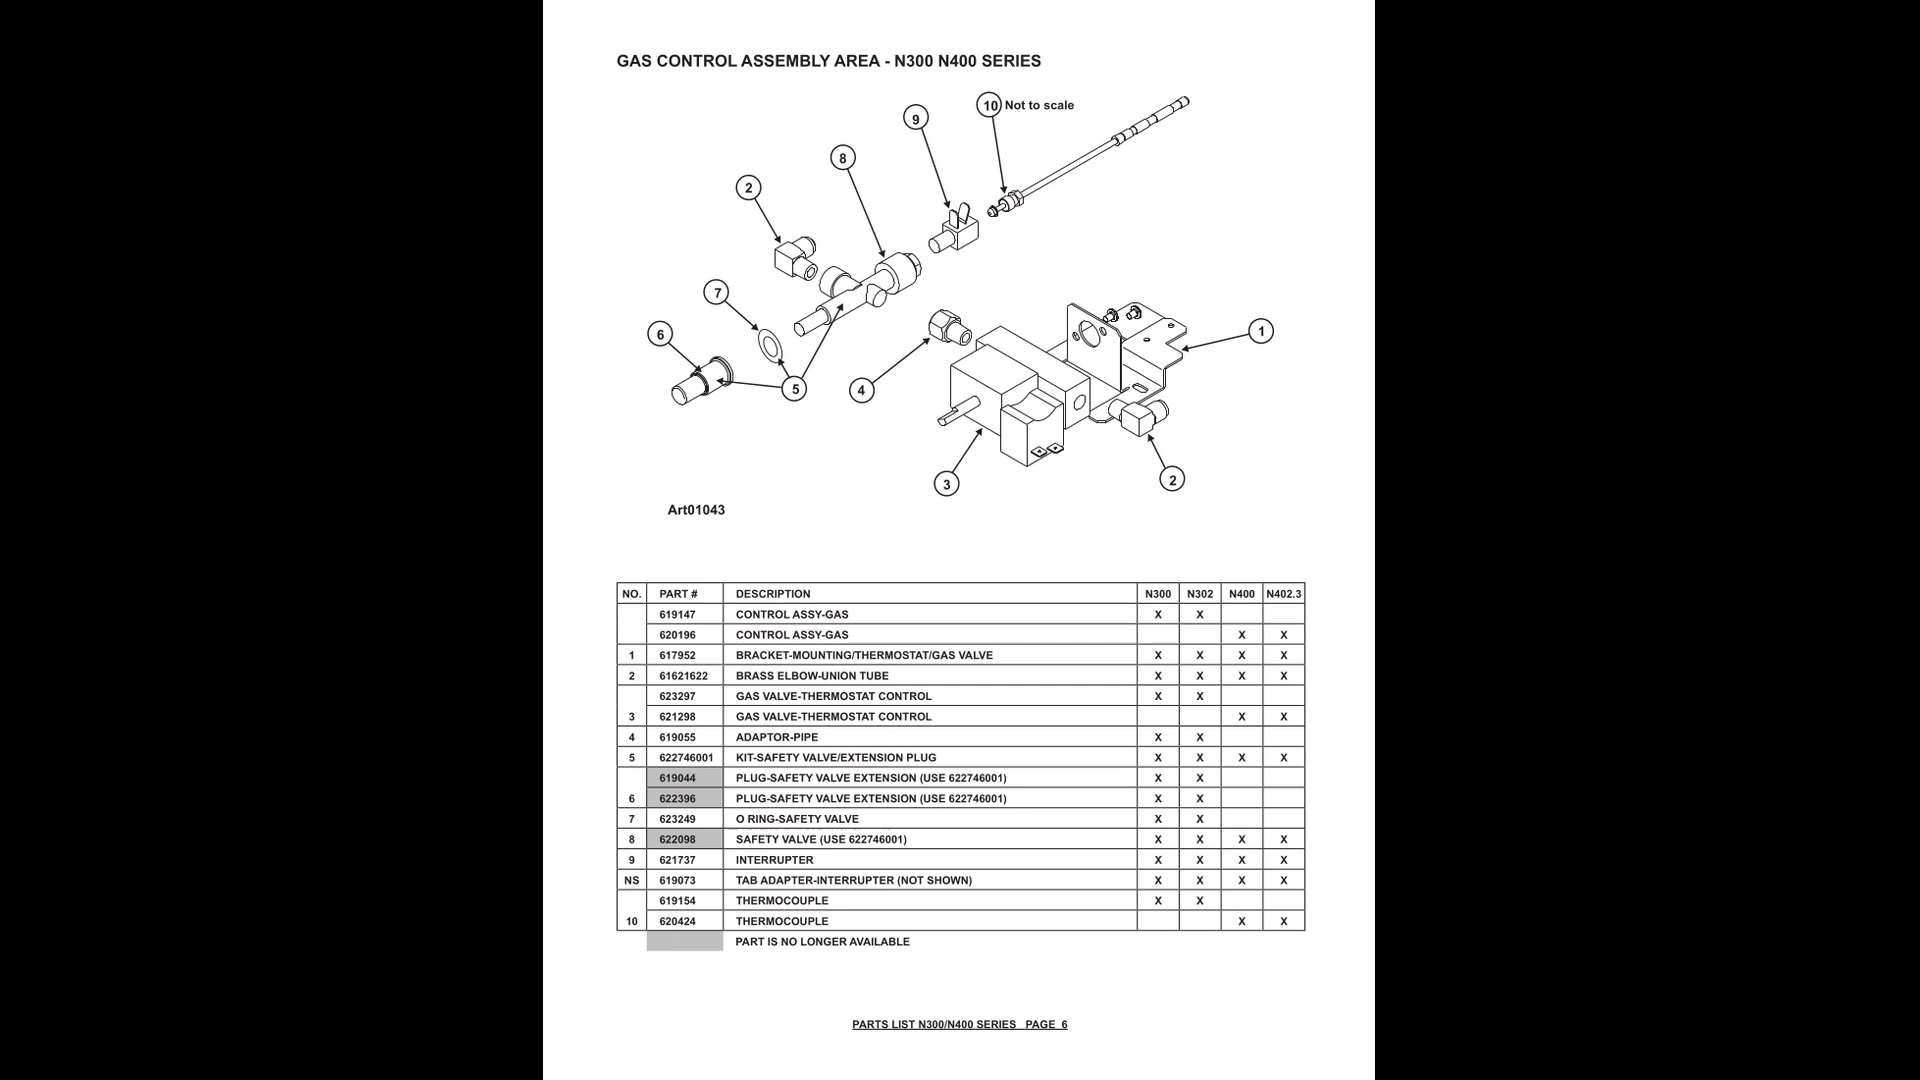 GAS CONTROL ASSEMBLY AREA - N300 N400 SERIES
10 Not to scale
9
8
2
7
6
1
5
4
3
2
Art01043
NO. PART # DESCRIPTION N300 N302 N400 N402.3
619147 CONTROL ASSY-GAS X X
620196 CONTROL ASSY-GAS X X
1 617952 BRACKET-MOUNTING/THERMOSTAT/GAS VALVE X X X X
2 61621622 BRASS ELBOW-UNION TUBE X X X X
623297 GAS VALVE-THERMOSTAT CONTROL X X
3 621298 GAS VALVE-THERMOSTAT CONTROL X X
4 619055 ADAPTOR-PIPE X X
5 622746001 KIT-SAFETY VALVE/EXTENSION PLUG X X X X
619044 PLUG-SAFETY VALVE EXTENSION (USE 622746001) X X
6 622396 PLUG-SAFETY VALVE EXTENSION (USE 622746001) X X
7 623249 O RING-SAFETY VALVE X X
8 622098 SAFETY VALVE (USE 622746001) X X X X
9 621737 INTERRUPTER X X X X
NS 619073 TAB ADAPTER-INTERRUPTER (NOT SHOWN) X X X X
619154 THERMOCOUPLE X X
10 620424 THERMOCOUPLE X X
PART IS NO LONGER AVAILABLE
PARTS LIST N300/N400 SERIES PAGE 6